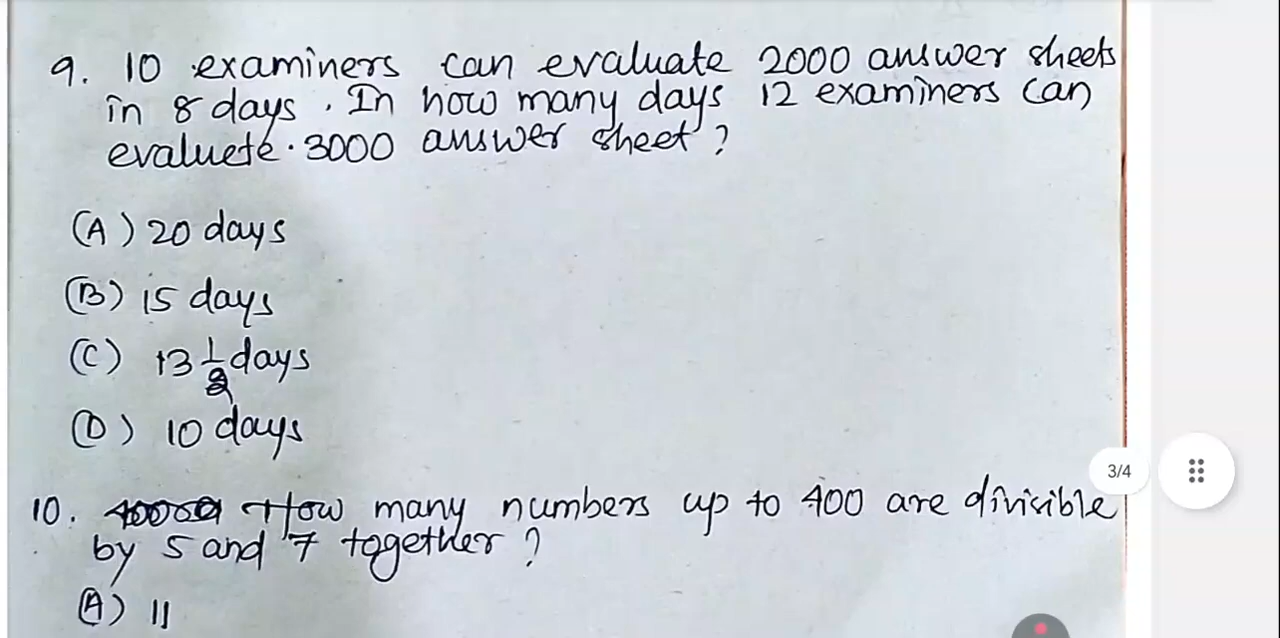 9. 10 examiners can evaluate 2000 answer sheets
in 8 days. In how many days 12 examiners can
evaluete. 3000 answer sheet?
(A) 20 days
(B) 15 days
(C) 13 1/2 days
(D) 10 days
3/4
10. How many numbers up to 400 are divisible
by 5 and 7 together?
(A) 11